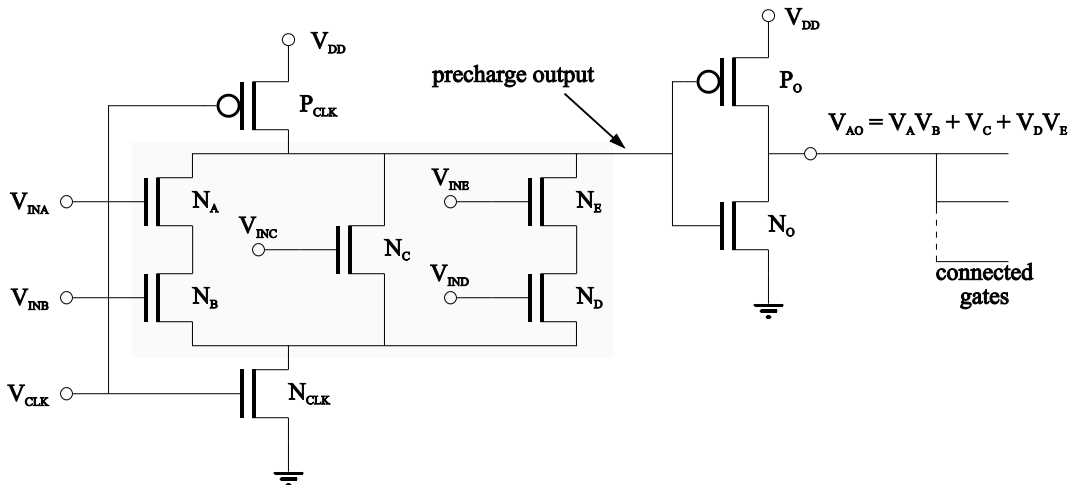 V_DD
V_DD
precharge output
P_CLK
P_O
V_AO = V_A V_B + V_C + V_D V_E
V_INA
N_A
V_INE
N_E
V_INC
N_C
N_O
V_INB
N_B
V_IND
N_D
connected
gates
V_CLK
N_CLK